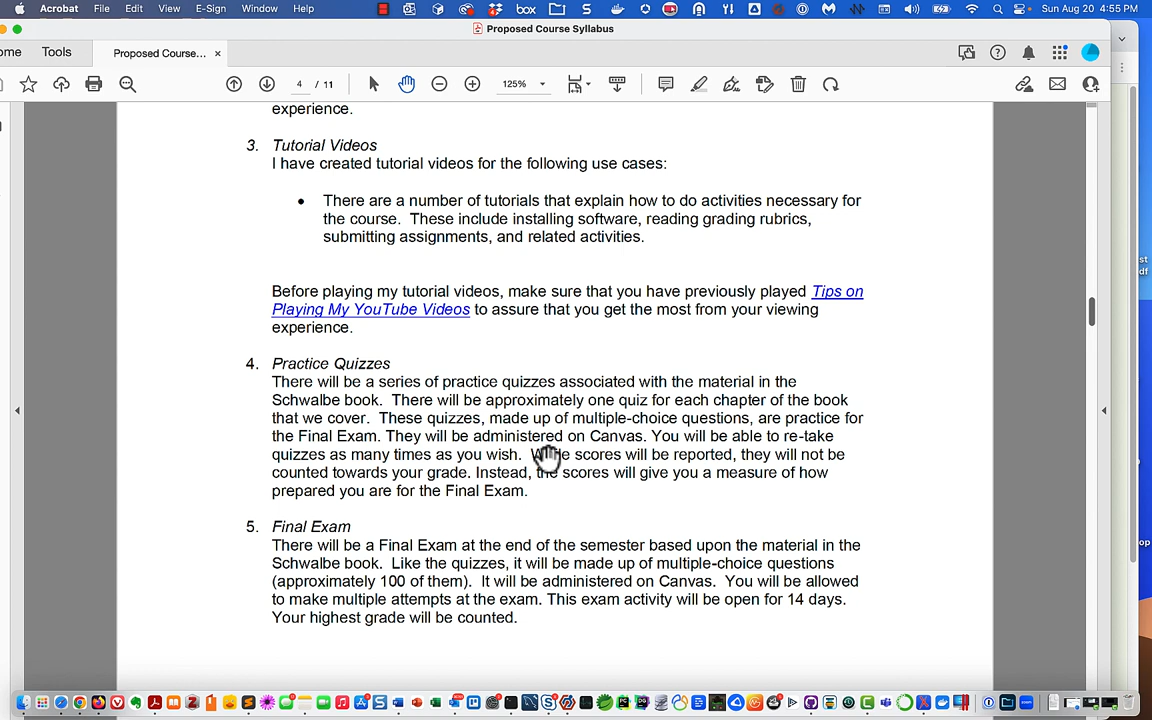 Acrobat File Edit View E-Sign Window Help box Sun Aug 20 4:55 PM
Proposed Course Syllabus
ome Tools Proposed Course... ×
4 / 11 125%
experience.
3. Tutorial Videos
I have created tutorial videos for the following use cases:
• There are a number of tutorials that explain how to do activities necessary for
the course. These include installing software, reading grading rubrics,
submitting assignments, and related activities.
Before playing my tutorial videos, make sure that you have previously played Tips on
Playing My YouTube Videos to assure that you get the most from your viewing
experience.
4. Practice Quizzes
There will be a series of practice quizzes associated with the material in the
Schwalbe book. There will be approximately one quiz for each chapter of the book
that we cover. These quizzes, made up of multiple-choice questions, are practice for
the Final Exam. They will be administered on Canvas. You will be able to re-take
quizzes as many times as you wish. While scores will be reported, they will not be
counted towards your grade. Instead, the scores will give you a measure of how
prepared you are for the Final Exam.
5. Final Exam
There will be a Final Exam at the end of the semester based upon the material in the
Schwalbe book. Like the quizzes, it will be made up of multiple-choice questions
(approximately 100 of them). It will be administered on Canvas. You will be allowed
to make multiple attempts at the exam. This exam activity will be open for 14 days.
Your highest grade will be counted.
st
df
op